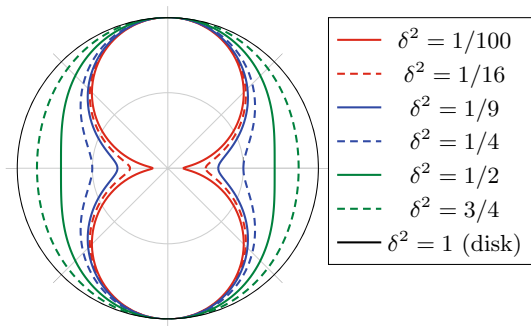 δ² = 1/100
δ² = 1/16
δ² = 1/9
δ² = 1/4
δ² = 1/2
δ² = 3/4
δ² = 1 (disk)